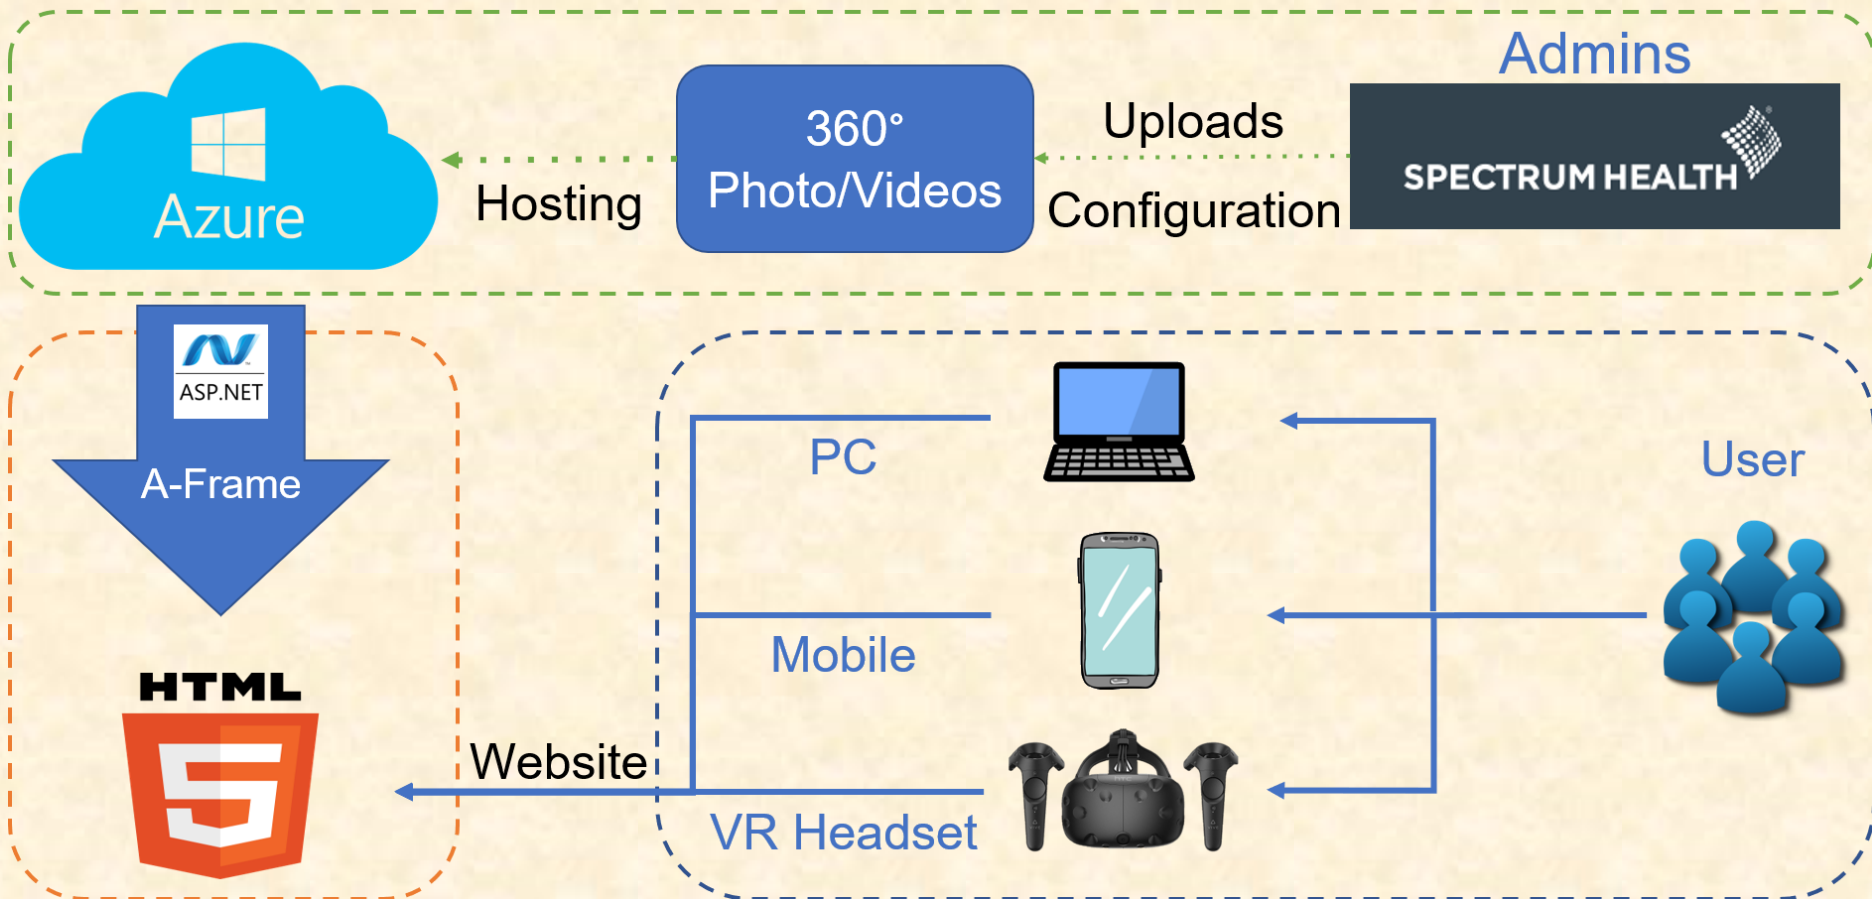 Admins
Azure
Hosting
360°
Photo/Videos
Uploads
Configuration
SPECTRUM HEALTH®
ASP.NET
A-Frame
HTML
5
Website
PC
Mobile
VR Headset
User